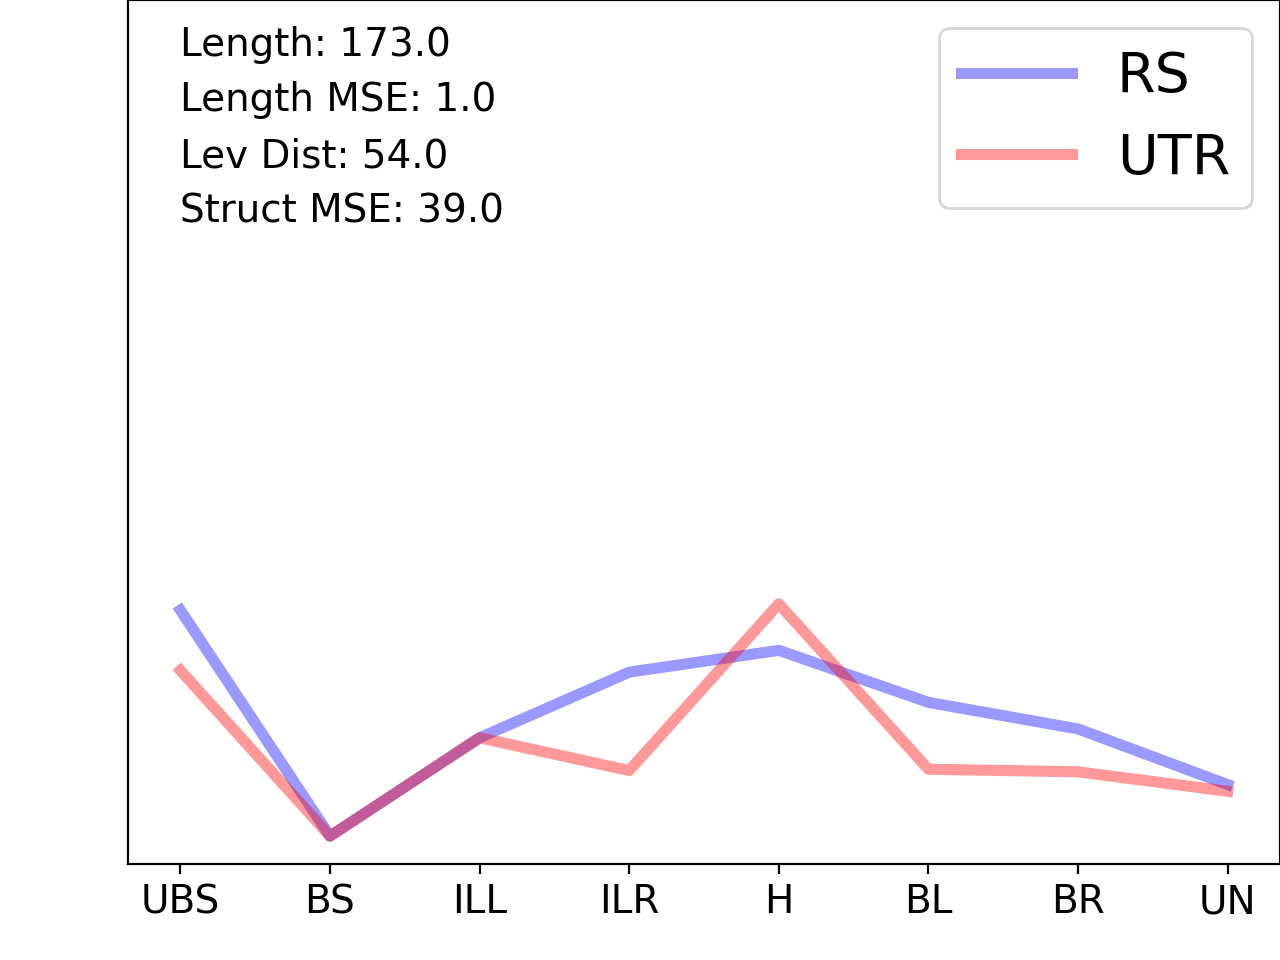 Length: 173.0
Length MSE: 1.0
Lev Dist: 54.0
Struct MSE: 39.0
RS
UTR
UBS BS ILL ILR H BL BR UN